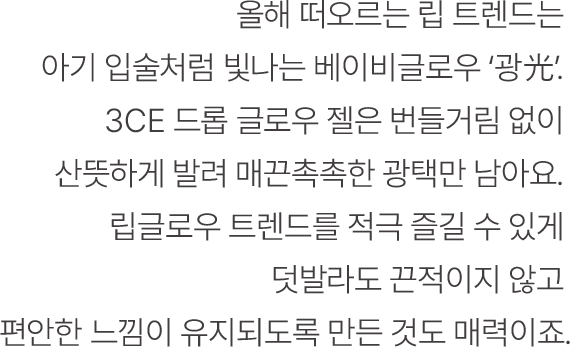 올해 떠오르는 립 트렌드는
아기 입술처럼 빛나는 베이비글로우 ‘광光’.
3CE 드롭 글로우 젤은 번들거림 없이
산뜻하게 발려 매끈촉촉한 광택만 남아요.
립글로우 트렌드를 적극 즐길 수 있게
덧발라도 끈적이지 않고
편안한 느낌이 유지되도록 만든 것도 매력이죠.